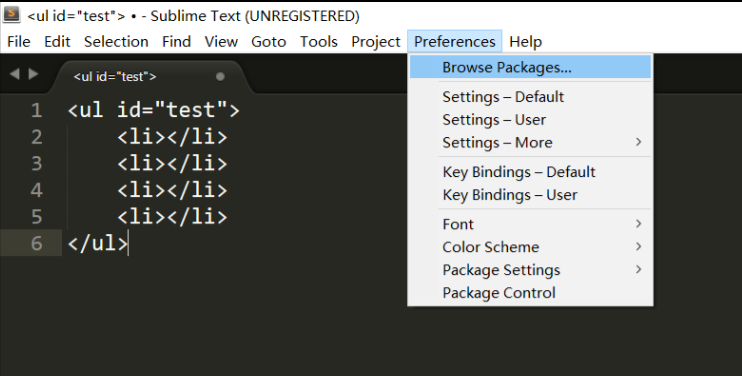 <ul id="test"> • - Sublime Text (UNREGISTERED)
File Edit Selection Find View Goto Tools Project Preferences Help
<ul id="test">
Browse Packages...
Settings – Default
Settings – User
Settings – More
Key Bindings – Default
Key Bindings – User
Font
Color Scheme
Package Settings
Package Control
1 <ul id="test">
2 <li></li>
3 <li></li>
4 <li></li>
5 <li></li>
6 </ul>